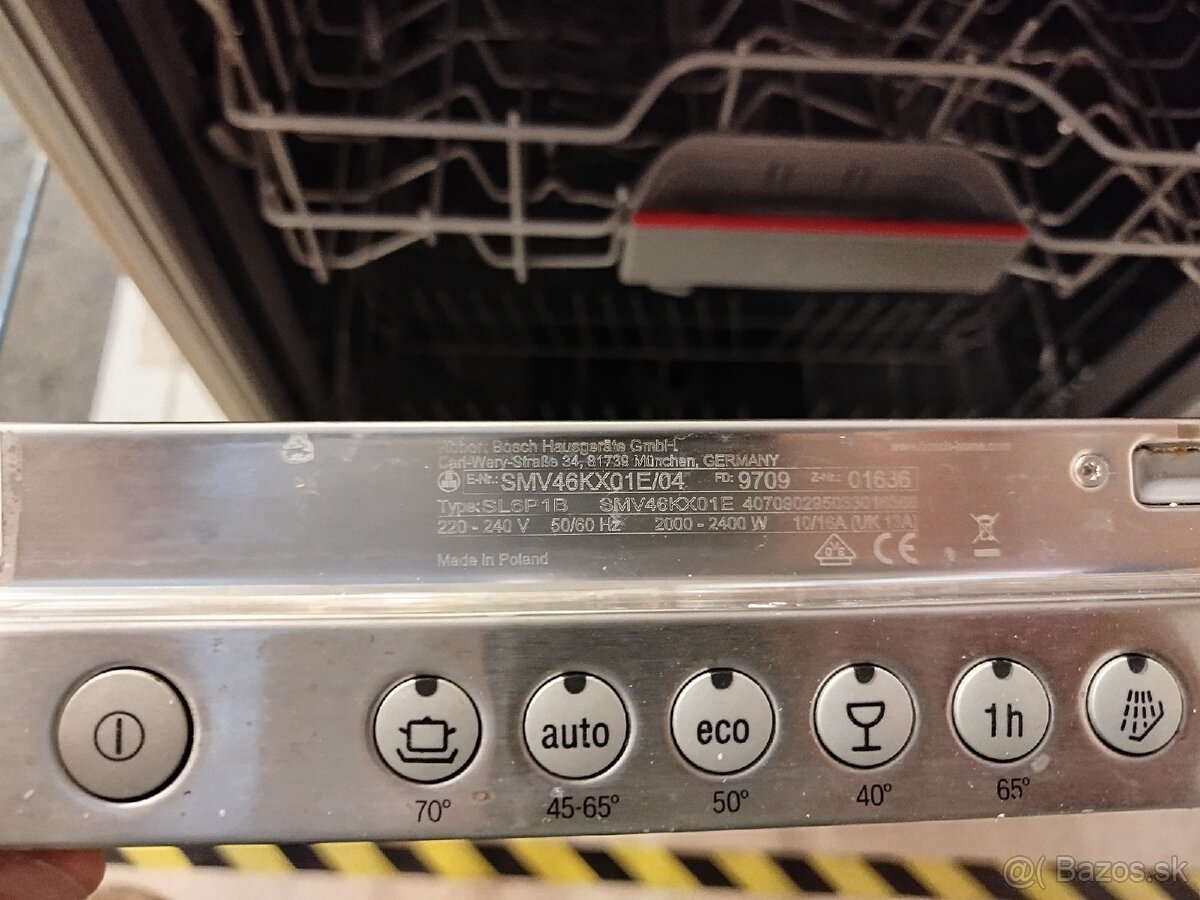 Robert Bosch Hausgeräte GmbH
Carl-Wery-Straße 34, 81739 München, GERMANY
E-Nr.: SMV46KX01E/04 FD: 9709 Z-Nr.: 01636
Type: SL6P1B SMV46KX01E
220 - 240 V 50/60 Hz 2000 - 2400 W 10/16A (UK 13A)
Made in Poland
DVE CE
auto eco 1h
70° 45-65° 50° 40° 65°
@( Bazos.sk